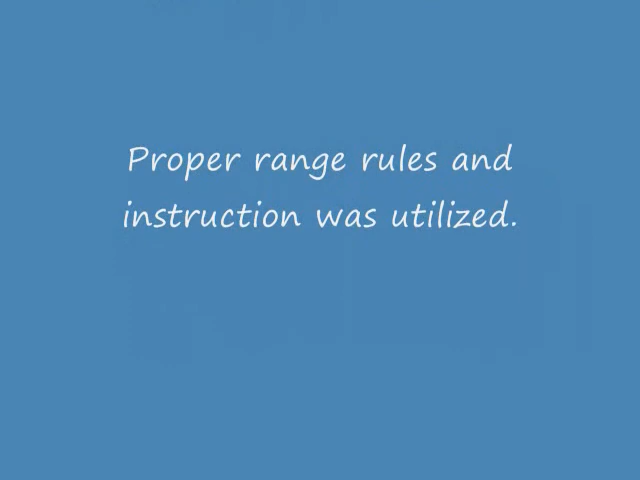 Proper range rules and
instruction was utilized.